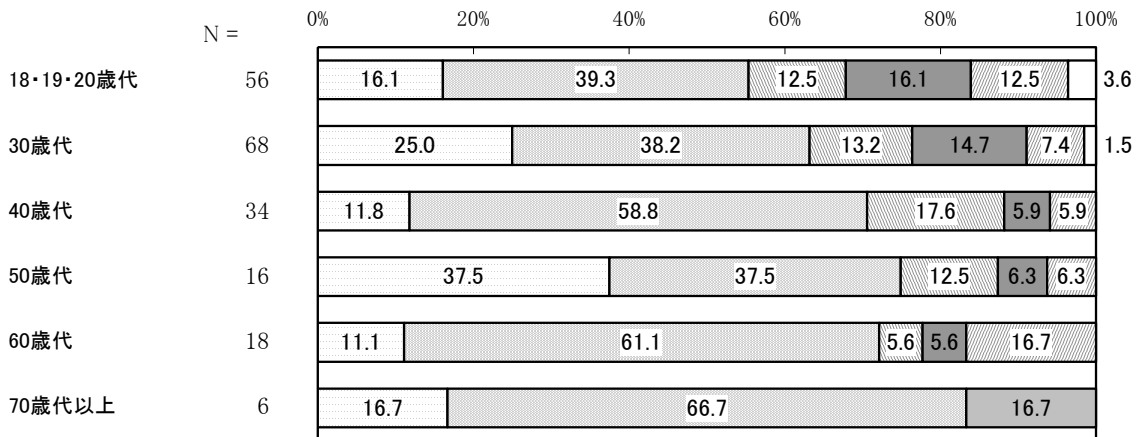 0% 20% 40% 60% 80% 100%
N =
18・19・20歳代 56 16.1 39.3 12.5 16.1 12.5 3.6
30歳代 68 25.0 38.2 13.2 14.7 7.4 1.5
40歳代 34 11.8 58.8 17.6 5.9 5.9
50歳代 16 37.5 37.5 12.5 6.3 6.3
60歳代 18 11.1 61.1 5.6 5.6 16.7
70歳代以上 6 16.7 66.7 16.7